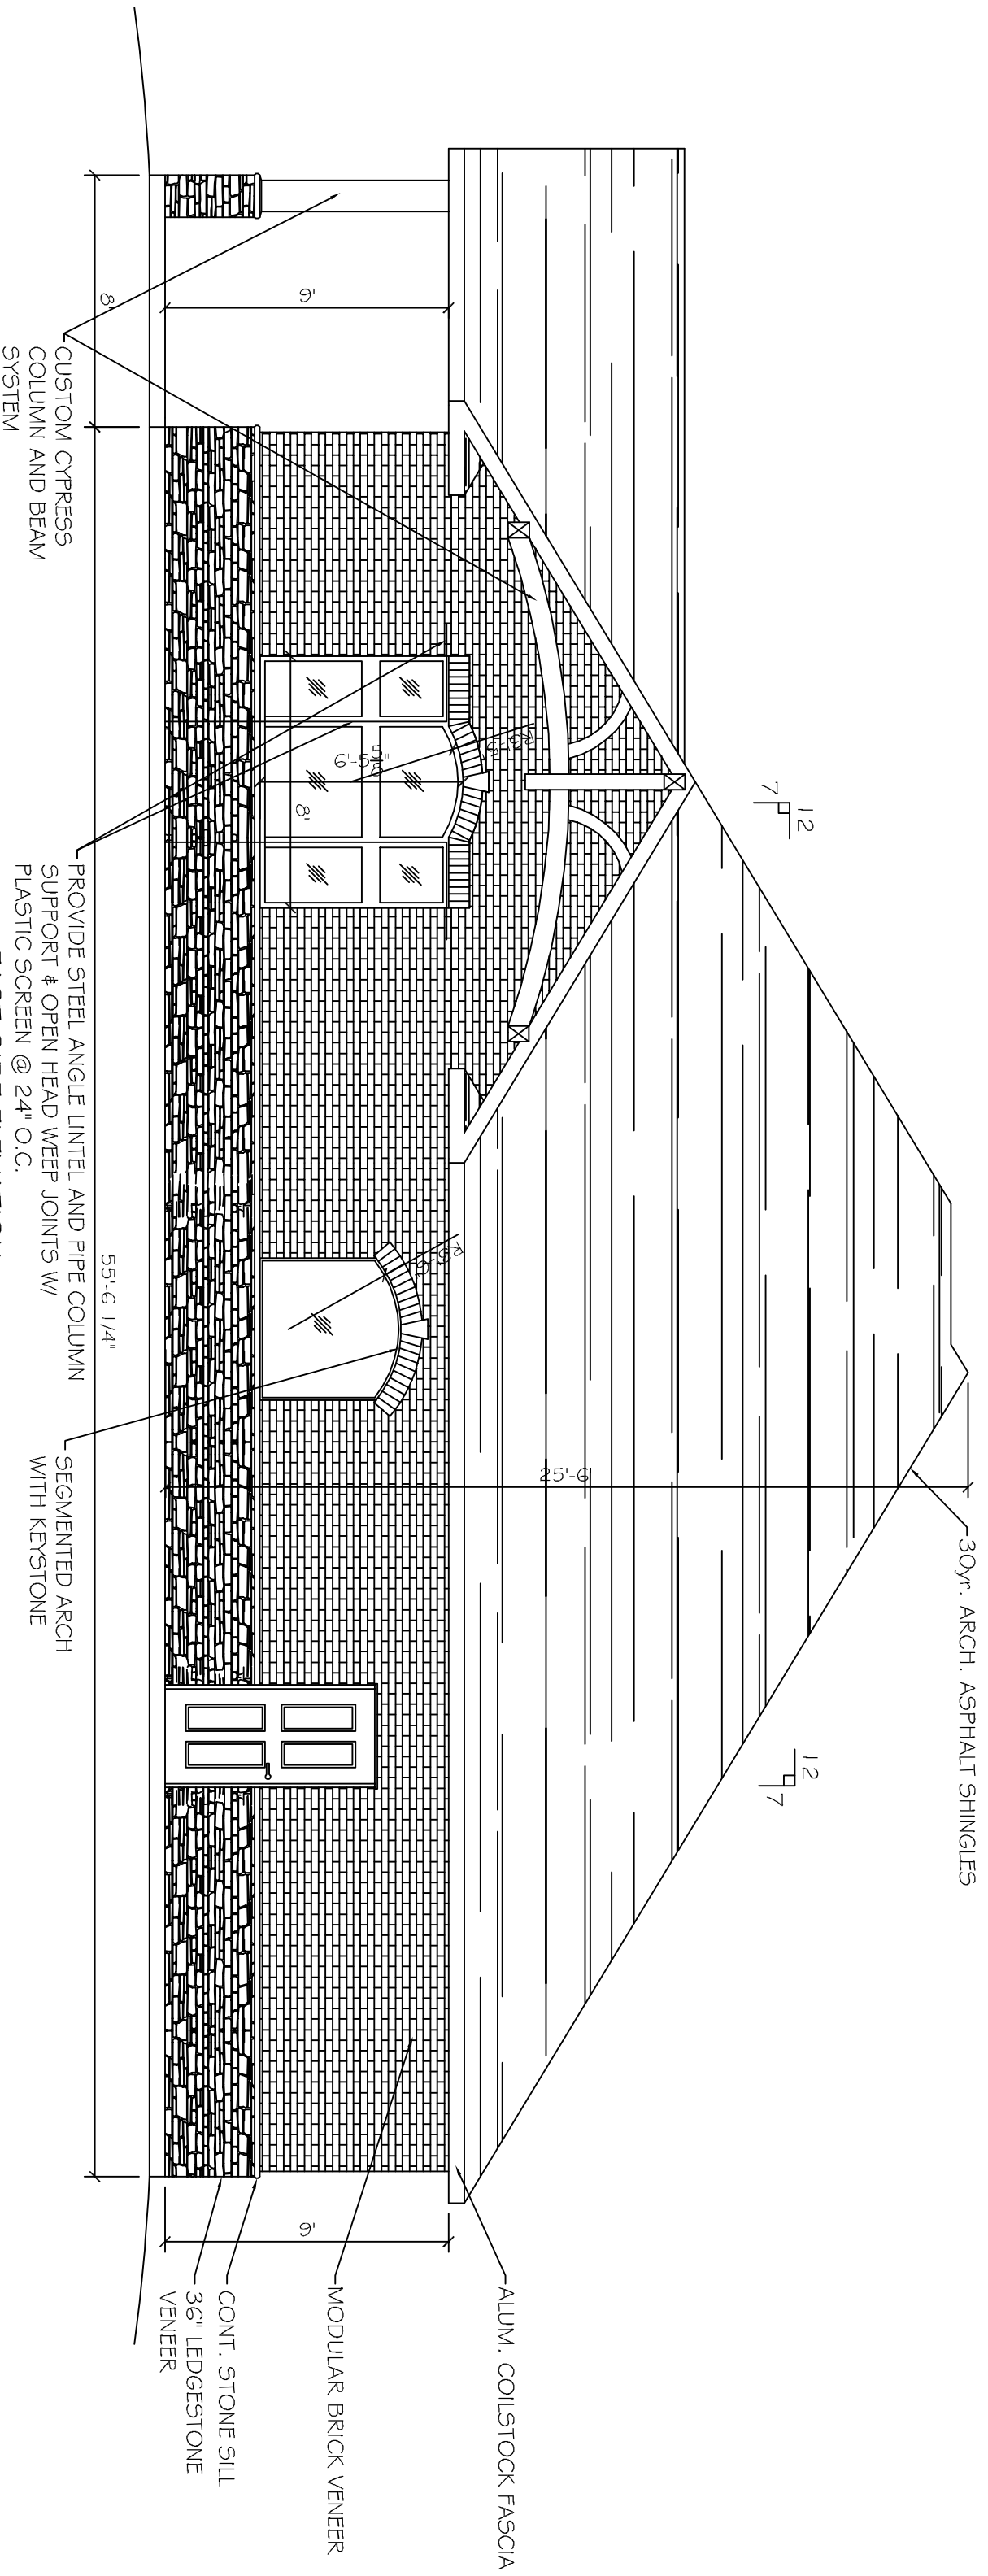 30yr. ARCH. ASPHALT SHINGLES
12
7
12
7
25'-6"
ALUM. COILSTOCK FASCIA
MODULAR BRICK VENEER
CONT. STONE SILL
36" LEDGESTONE
VENEER
9'
9'
8'
6'-5 5/8"
8'
55'-6 1/4"
CUSTOM CYPRESS
COLUMN AND BEAM
SYSTEM
PROVIDE STEEL ANGLE LINTEL AND PIPE COLUMN
SUPPORT & OPEN HEAD WEEP JOINTS W/
PLASTIC SCREEN @ 24" O.C.
SEGMENTED ARCH
WITH KEYSTONE